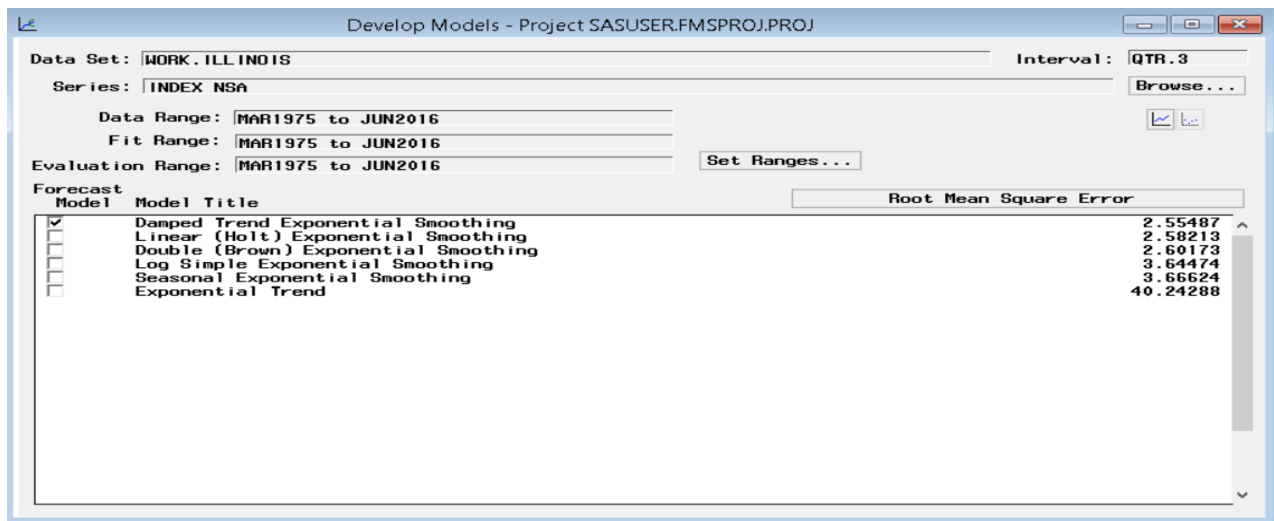 Develop Models - Project SASUSER.FMSPROJ.PROJ
Data Set: WORK.ILLINOIS Interval: QTR.3
Series: INDEX NSA Browse...
Data Range: MAR1975 to JUN2016
Fit Range: MAR1975 to JUN2016
Evaluation Range: MAR1975 to JUN2016 Set Ranges...
Forecast
Model Model Title Root Mean Square Error
Damped Trend Exponential Smoothing 2.55487
Linear (Holt) Exponential Smoothing 2.58213
Double (Brown) Exponential Smoothing 2.60173
Log Simple Exponential Smoothing 3.64474
Seasonal Exponential Smoothing 3.66624
Exponential Trend 40.24288